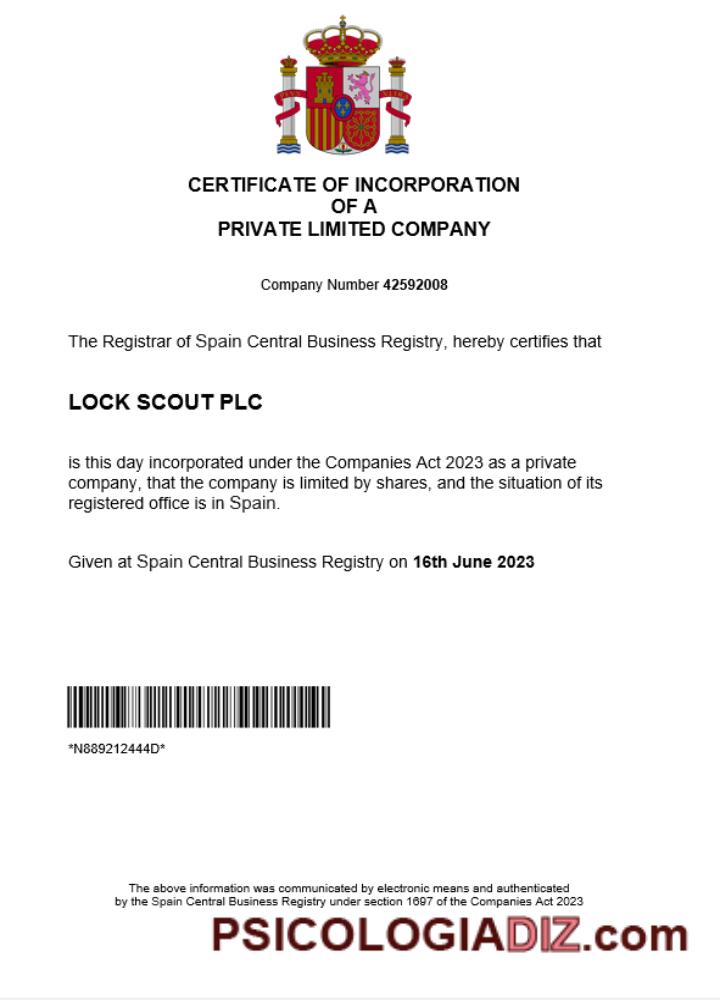 CERTIFICATE OF INCORPORATION
OF A
PRIVATE LIMITED COMPANY
Company Number 42592008
The Registrar of Spain Central Business Registry, hereby certifies that
LOCK SCOUT PLC
is this day incorporated under the Companies Act 2023 as a private
company, that the company is limited by shares, and the situation of its
registered office is in Spain.
Given at Spain Central Business Registry on 16th June 2023
*N889212444D*
The above information was communicated by electronic means and authenticated
by the Spain Central Business Registry under section 1697 of the Companies Act 2023
PSICOLOGIADIZ.com